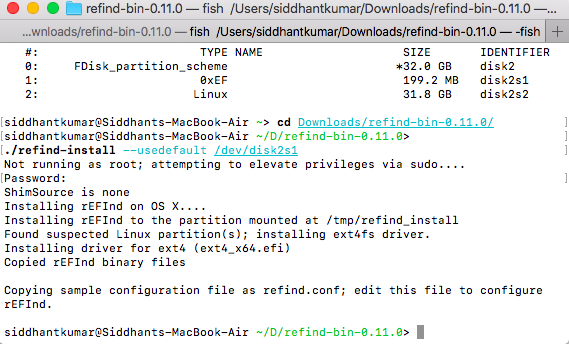 refind-bin-0.11.0 — fish /Users/siddhantkumar/Downloads/refind-bin-0.11.0 —...
...wnloads/refind-bin-0.11.0 — fish /Users/siddhantkumar/Downloads/refind-bin-0.11.0 — -fish +
#: TYPE NAME SIZE IDENTIFIER
0: FDisk_partition_scheme *32.0 GB disk2
1: 0xEF 199.2 MB disk2s1
2: Linux 31.8 GB disk2s2
[siddhantkumar@Siddhants-MacBook-Air ~> cd Downloads/refind-bin-0.11.0/ ]
[siddhantkumar@Siddhants-MacBook-Air ~/D/refind-bin-0.11.0> ]
./refind-install --usedefault /dev/disk2s1
Not running as root; attempting to elevate privileges via sudo....
[Password: ]
ShimSource is none
Installing rEFInd on OS X....
Installing rEFInd to the partition mounted at /tmp/refind_install
Found suspected Linux partition(s); installing ext4fs driver.
Installing driver for ext4 (ext4_x64.efi)
Copied rEFInd binary files
Copying sample configuration file as refind.conf; edit this file to configure
rEFInd.
siddhantkumar@Siddhants-MacBook-Air ~/D/refind-bin-0.11.0>